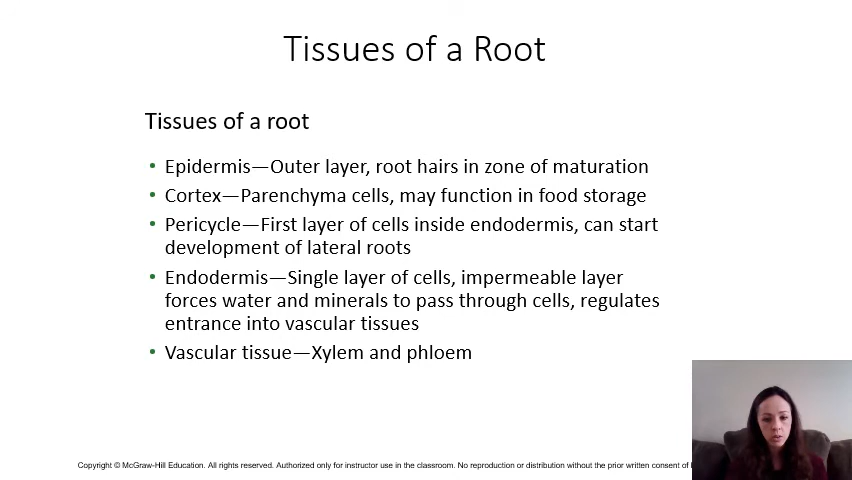 Tissues of a Root
Tissues of a root
• Epidermis—Outer layer, root hairs in zone of maturation
• Cortex—Parenchyma cells, may function in food storage
• Pericycle—First layer of cells inside endodermis, can start
development of lateral roots
• Endodermis—Single layer of cells, impermeable layer
forces water and minerals to pass through cells, regulates
entrance into vascular tissues
• Vascular tissue—Xylem and phloem
Copyright © McGraw-Hill Education. All rights reserved. Authorized only for instructor use in the classroom. No reproduction or distribution without the prior written consent of